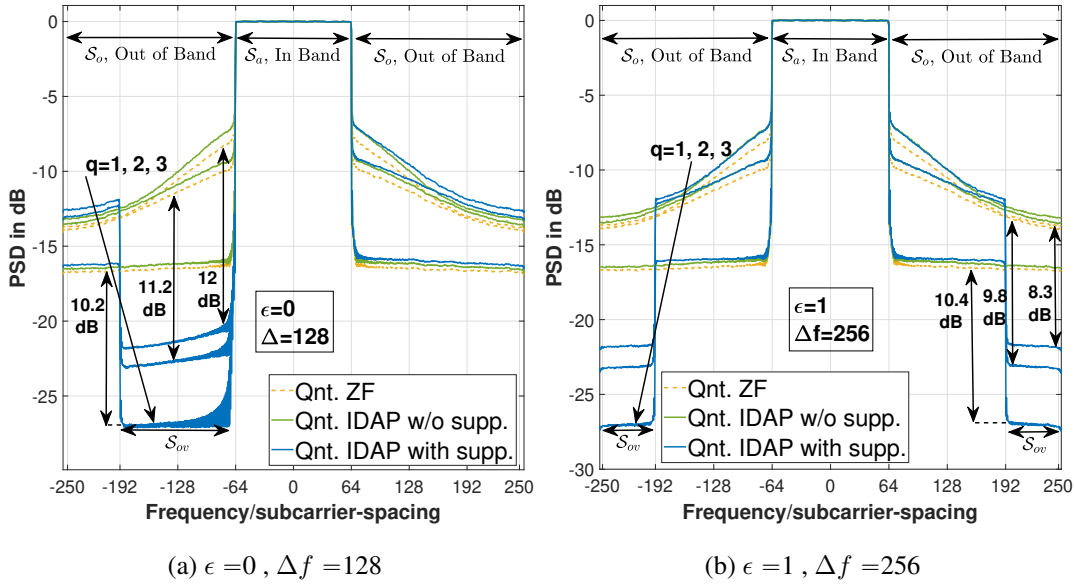 0
-5
-10
-15
-20
-25
PSD in dB
-250
-192
-128
-64
0
64
128
192
250
Frequency/subcarrier-spacing
𝒮ₒ, Out of Band
𝒮ₐ, In Band
𝒮ₒ, Out of Band
q=1, 2, 3
10.2
dB
11.2
dB
12
dB
ϵ=0
Δ=128
𝒮ₒᵥ
Qnt. ZF
Qnt. IDAP w/o supp.
Qnt. IDAP with supp.
(a) ϵ =0 , Δf =128
0
-5
-10
-15
-20
-25
-30
PSD in dB
-250
-192
-128
-64
0
64
128
192
250
Frequency/subcarrier-spacing
𝒮ₒ, Out of Band
𝒮ₐ, In Band
𝒮ₒ, Out of Band
q=1, 2, 3
ϵ=1
Δf=256
10.4
dB
9.8
dB
8.3
dB
𝒮ₒᵥ
𝒮ₒᵥ
Qnt. ZF
Qnt. IDAP w/o supp.
Qnt. IDAP with supp.
(b) ϵ =1 , Δf =256